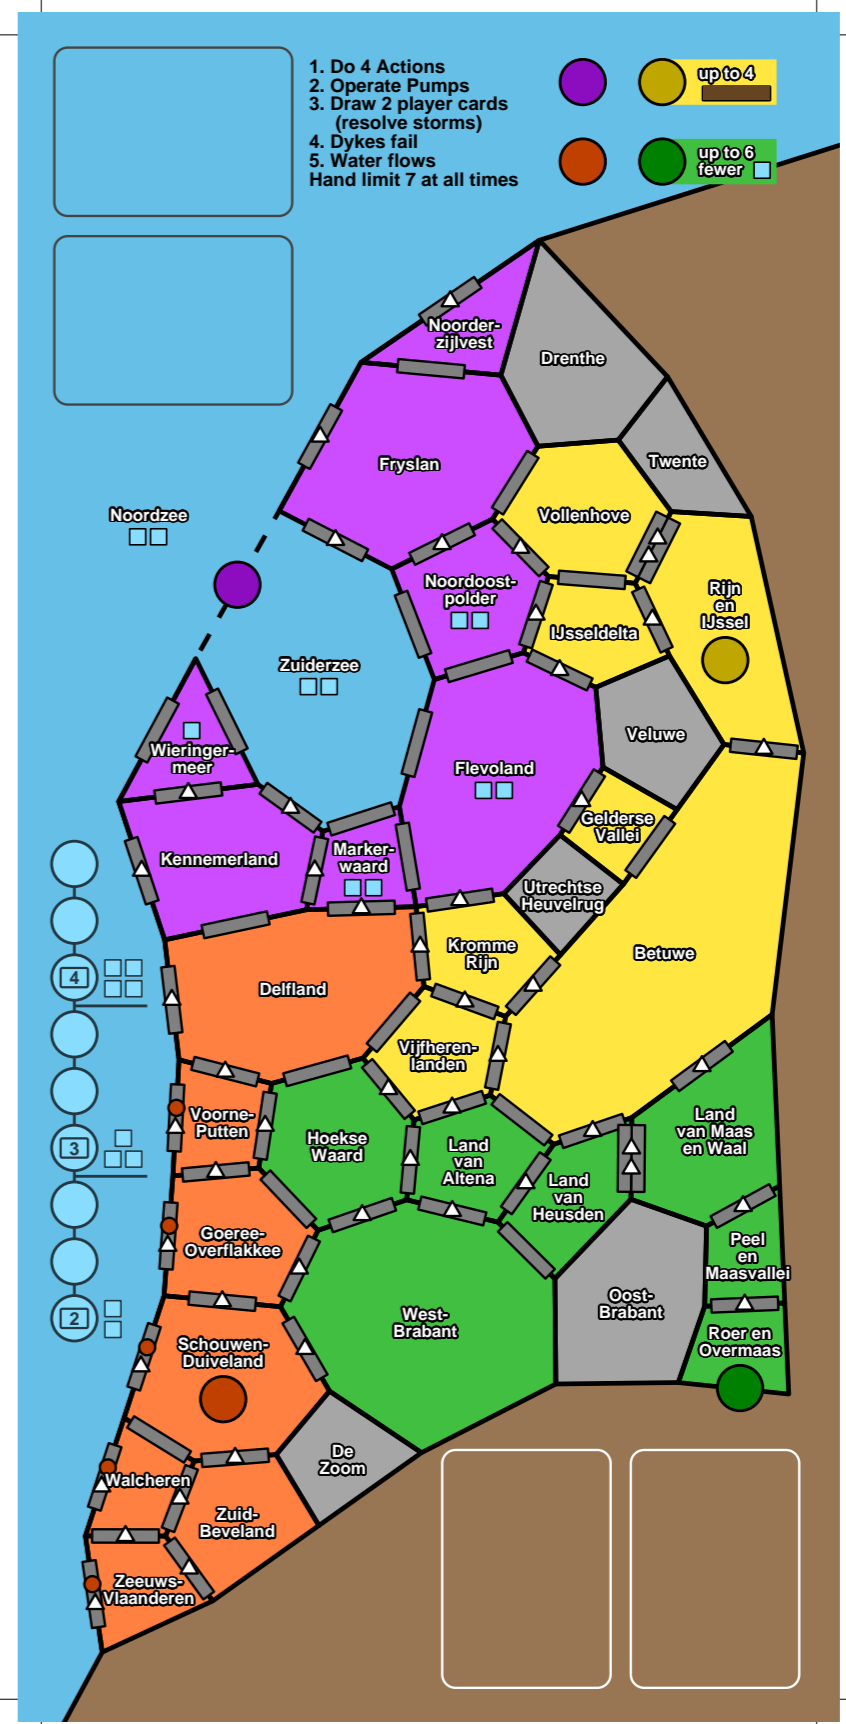 1. Do 4 Actions
2. Operate Pumps
3. Draw 2 player cards
(resolve storms)
4. Dykes fail
5. Water flows
Hand limit 7 at all times
up to 4
up to 6
fewer
Noorder-
zijlvest
Drenthe
Fryslan
Twente
Noordzee
Vollenhove
Noordoost-
polder
Rijn
en
IJssel
IJsseldelta
Zuiderzee
Veluwe
Wieringer-
meer
Flevoland
Gelderse
Vallei
Kennemerland
Marker-
waard
Utrechtse
Heuvelrug
Kromme
Rijn
Betuwe
4
Delfland
Vijfheren-
landen
Voorne-
Putten
Hoekse
Waard
Land
van
Altena
Land
van Maas
en Waal
3
Land
van
Heusden
Goeree-
Overflakkee
Peel
en
Maasvallei
Oost-
Brabant
2
West-
Brabant
Roer en
Overmaas
Schouwen-
Duiveland
De
Zoom
Walcheren
Zuid-
Beveland
Zeeuws-
Vlaanderen